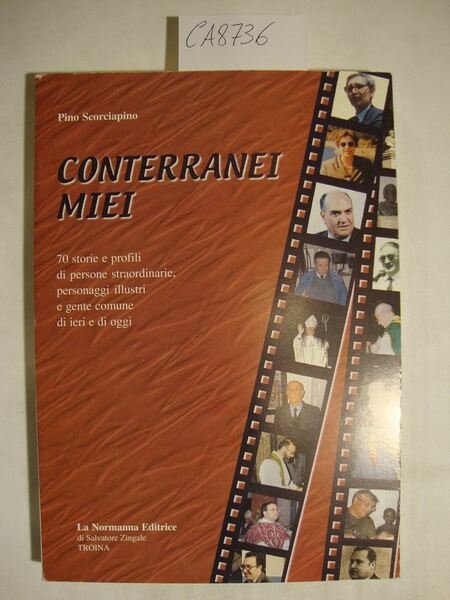 CA8736
Pino Scorciapino
CONTERRANEI
MIEI
70 storie e profili
di persone straordinarie,
personaggi illustri
e gente comune
di ieri e di oggi
La Normanna Editrice
di Salvatore Zingale
TROINA